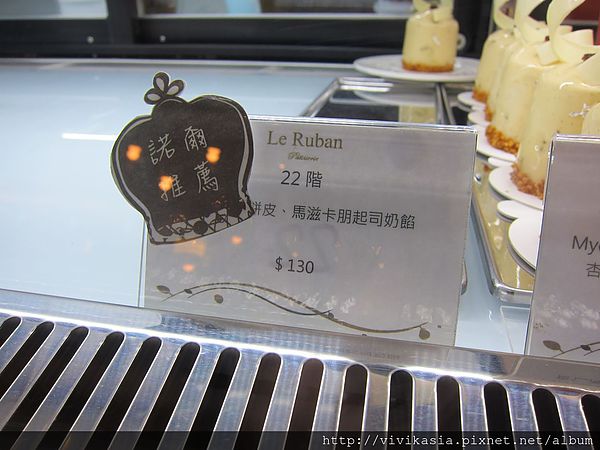 諾爾
推薦
Le Ruban
Pâtisserie
22 階
餅皮、馬滋卡朋起司奶餡
$ 130
My
杏
http://vivikasia.pixnet.net/album